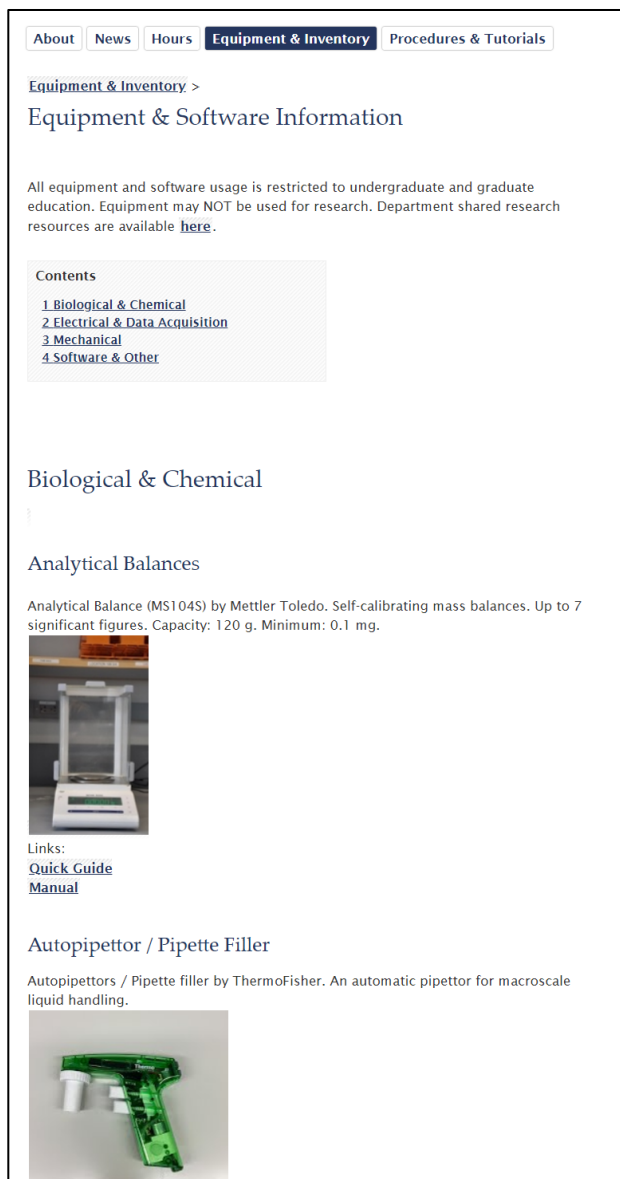 About News Hours Equipment & Inventory Procedures & Tutorials
Equipment & Inventory >
Equipment & Software Information
All equipment and software usage is restricted to undergraduate and graduate
education. Equipment may NOT be used for research. Department shared research
resources are available here.
Contents
1 Biological & Chemical
2 Electrical & Data Acquisition
3 Mechanical
4 Software & Other
Biological & Chemical
Analytical Balances
Analytical Balance (MS104S) by Mettler Toledo. Self-calibrating mass balances. Up to 7
significant figures. Capacity: 120 g. Minimum: 0.1 mg.
Links:
Quick Guide
Manual
Autopipettor / Pipette Filler
Autopipettors / Pipette filler by ThermoFisher. An automatic pipettor for macroscale
liquid handling.
Thermo